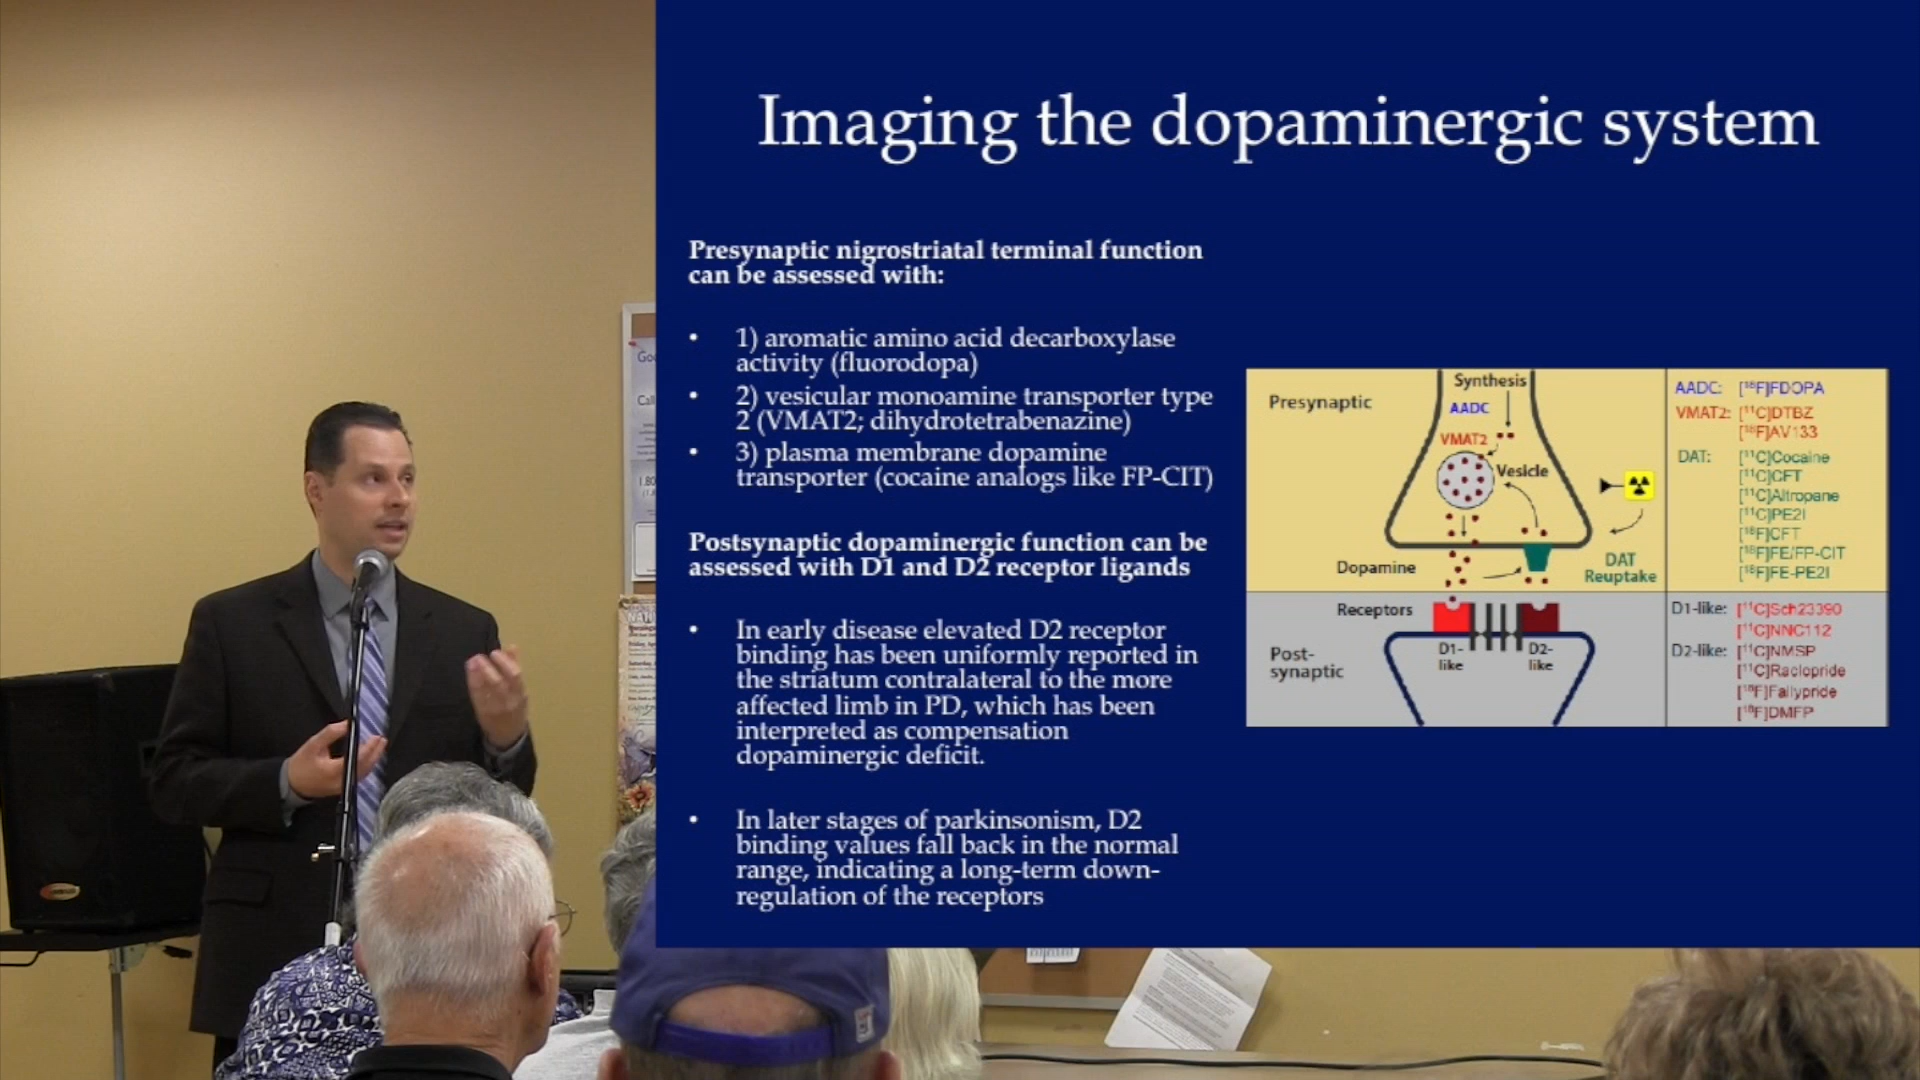 Imaging the dopaminergic system
Presynaptic nigrostriatal terminal function
can be assessed with:
• 1) aromatic amino acid decarboxylase
activity (fluorodopa)
• 2) vesicular monoamine transporter type
2 (VMAT2; dihydrotetrabenazine)
• 3) plasma membrane dopamine
transporter (cocaine analogs like FP-CIT)
Postsynaptic dopaminergic function can be
assessed with D1 and D2 receptor ligands
• In early disease elevated D2 receptor
binding has been uniformly reported in
the striatum contralateral to the more
affected limb in PD, which has been
interpreted as compensation
dopaminergic deficit.
• In later stages of parkinsonism, D2
binding values fall back in the normal
range, indicating a long-term down-
regulation of the receptors
Presynaptic
Synthesis
AADC
VMAT2
Vesicle
Dopamine
DAT
Reuptake
Receptors
D1-
like
D2-
like
Post-
synaptic
AADC: [¹⁸F]FDOPA
VMAT2: [¹¹C]DTBZ
[¹⁸F]AV133
DAT: [¹¹C]Cocaine
[¹¹C]CFT
[¹¹C]Altropane
[¹¹C]PE2I
[¹⁸F]CFT
[¹⁸F]FE/FP-CIT
[¹⁸F]FE-PE2I
D1-like: [¹¹C]Sch23390
[¹¹C]NNC112
D2-like: [¹¹C]NMSP
[¹¹C]Raclopride
[¹⁸F]Fallypride
[¹⁸F]DMFP